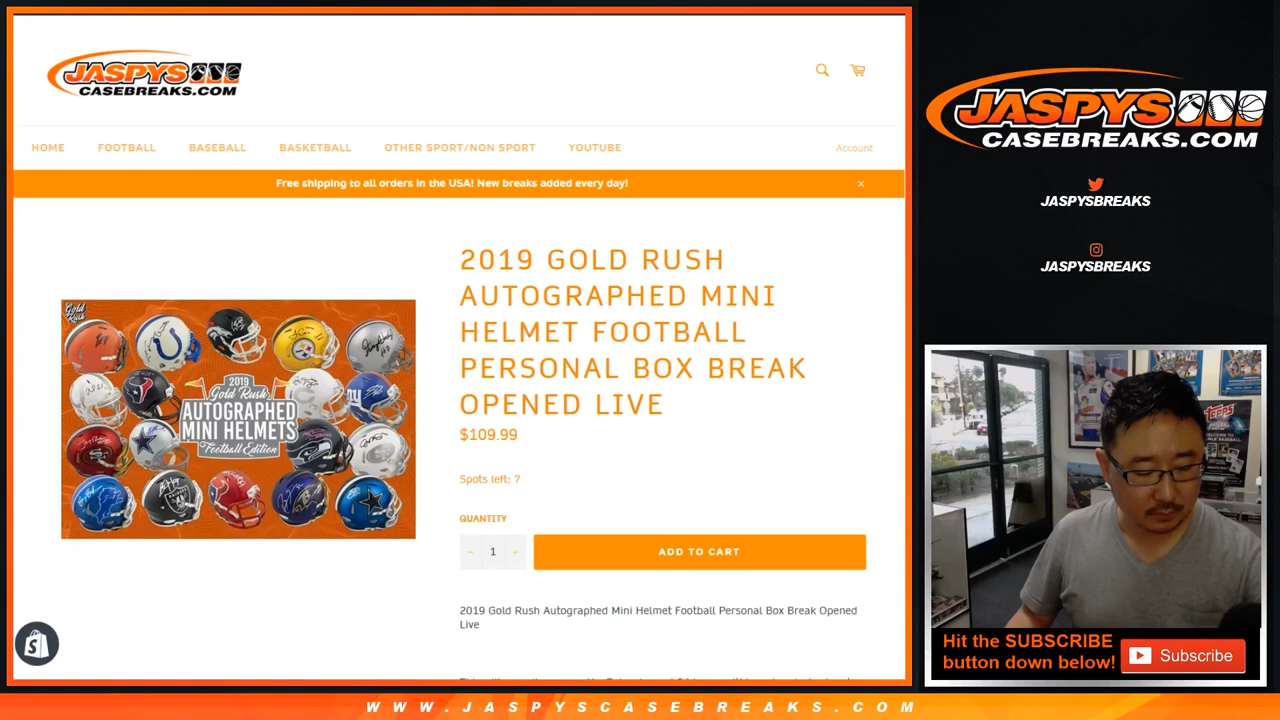 JASPYS
CASEBREAKS.COM
HOME
FOOTBALL
BASEBALL
BASKETBALL
OTHER SPORT/NON SPORT
YOUTUBE
Account
Free shipping to all orders in the USA! New breaks added every day!
×
2019 GOLD RUSH
AUTOGRAPHED MINI
HELMET FOOTBALL
PERSONAL BOX BREAK
OPENED LIVE
$109.99
Spots left: 7
QUANTITY
− 1 +
ADD TO CART
2019 Gold Rush Autographed Mini Helmet Football Personal Box Break Opened
Live
Gold
Rush
2019
Gold Rush
AUTOGRAPHED
MINI HELMETS
Football Edition
JASPYS
CASEBREAKS.COM
JASPYSBREAKS
JASPYSBREAKS
TOPPS
Hit the SUBSCRIBE
button down below!
Subscribe
WWW.JASPYSCASEBREAKS.COM